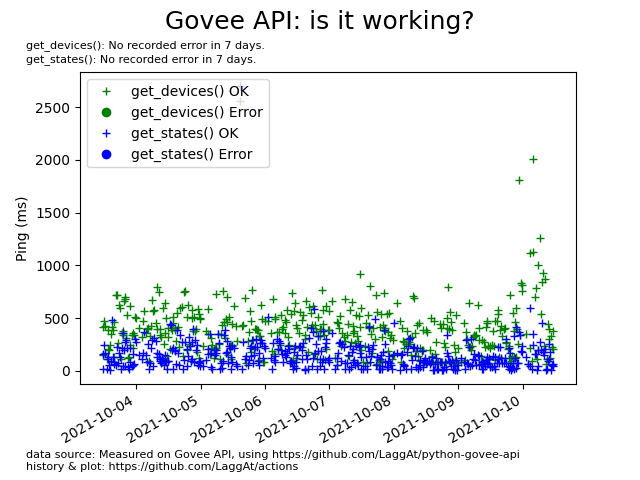 Govee API: is it working?
get_devices(): No recorded error in 7 days.
get_states(): No recorded error in 7 days.
get_devices() OK
get_devices() Error
get_states() OK
get_states() Error
Ping (ms)
2500
2000
1500
1000
500
0
2021-10-04
2021-10-05
2021-10-06
2021-10-07
2021-10-08
2021-10-09
2021-10-10
data source: Measured on Govee API, using https://github.com/LaggAt/python-govee-api
history & plot: https://github.com/LaggAt/actions